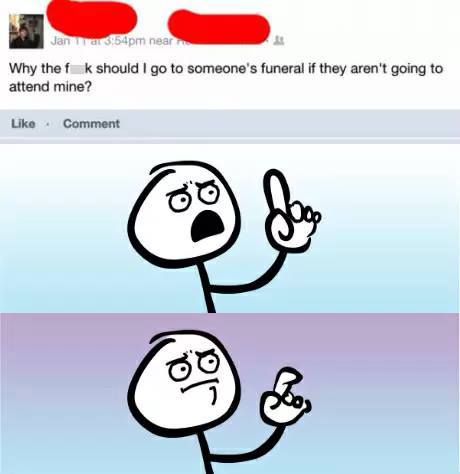 Jan 11 at 3:54pm near
Why the f k should I go to someone's funeral if they aren't going to
attend mine?
Like · Comment